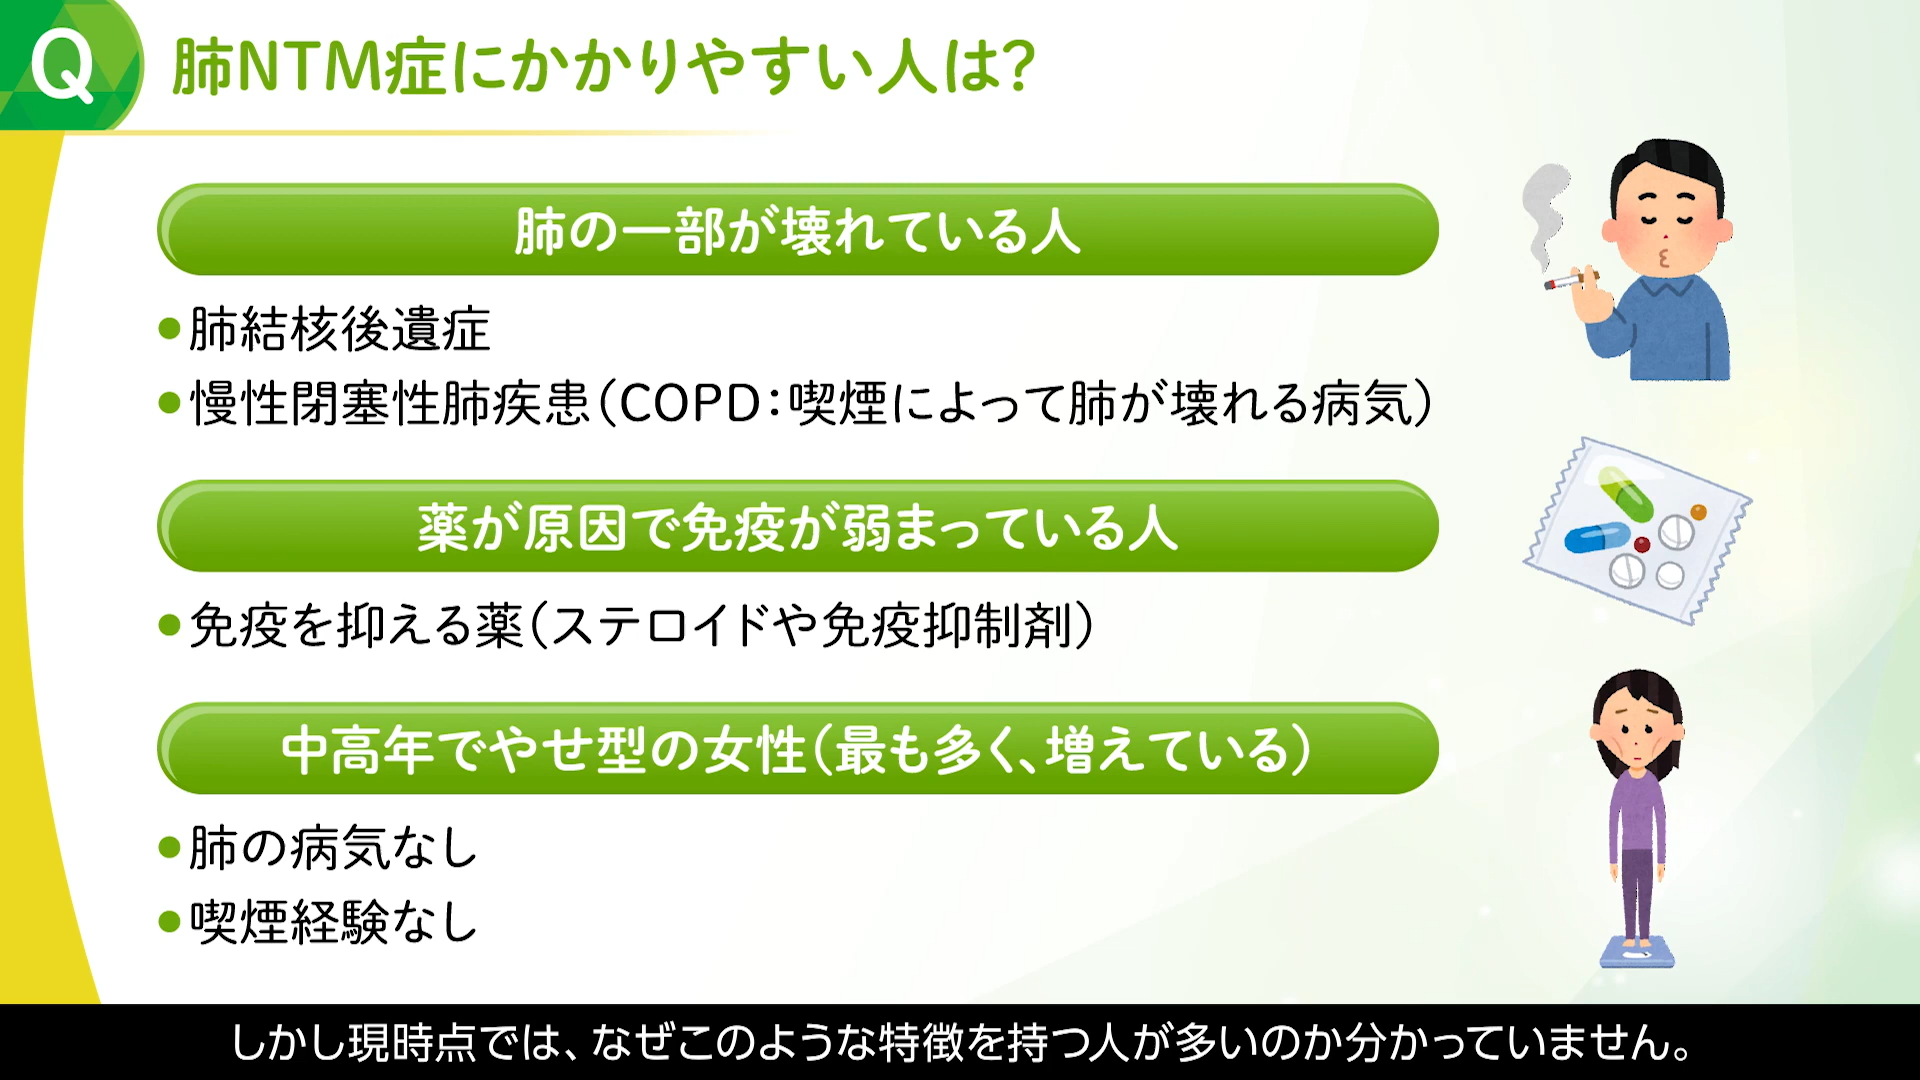 Q
肺NTM症にかかりやすい人は?
肺の一部が壊れている人
●肺結核後遺症
●慢性閉塞性肺疾患(COPD:喫煙によって肺が壊れる病気)
薬が原因で免疫が弱まっている人
●免疫を抑える薬(ステロイドや免疫抑制剤)
中高年でやせ型の女性(最も多く、増えている)
●肺の病気なし
●喫煙経験なし
しかし現時点では、なぜこのような特徴を持つ人が多いのか分かっていません。